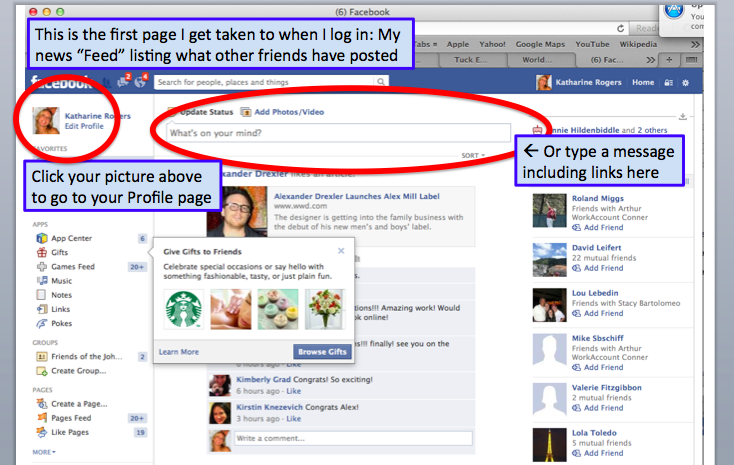 (6) Facebook
This is the first page I get taken to when I log in: My
news “Feed” listing what other friends have posted
Reader
Tabs = Apple Yahoo! Google Maps YouTube Wikipedia
Tuck E... World... (6) Fac...
facebook 2 4 Search for people, places and things Katharine Rogers Home
Katharine Rogers
Edit Profile
FAVORITES
Update Status Add Photos/Video
What's on your mind?
SORT
Hildenbiddle and 2 others
← Or type a message
including links here
Click your picture above
to go to your Profile page
Alexander Drexler likes an article.
Alexander Drexler Launches Alex Mill Label
www.wwd.com
The designer is getting into the family business with
the debut of his new men's and boys' label.
APPS
App Center 6
Gifts
Games Feed 20+
Music
Notes
Links
Pokes
GROUPS
Friends of the Joh... 2
Create Group...
PAGES
Create a Page...
Pages Feed 20+
Like Pages 19
MORE
Give Gifts to Friends
Celebrate special occasions or say hello with
something fashionable, tasty, or just plain fun.
Learn More Browse Gifts
Amazing work! Would
look online!
finally! see you on the
6 hours ago · Like
Kimberly Grad Congrats! So exciting!
6 hours ago · Like
Kirstin Knezevich Congrats Alex!
3 hours ago · Like
Write a comment...
Roland Miggs
Friends with Arthur
WorkAccount Conner
Add Friend
David Leifert
22 mutual friends
Add Friend
Lou Lebedin
Friends with Stacy Bartolomeo
Add Friend
Mike Sbschiff
Friends with Arthur
WorkAccount Conner
Add Friend
Valerie Fitzgibbon
2 mutual friends
Add Friend
Lola Toledo
5 mutual friends
Add Friend